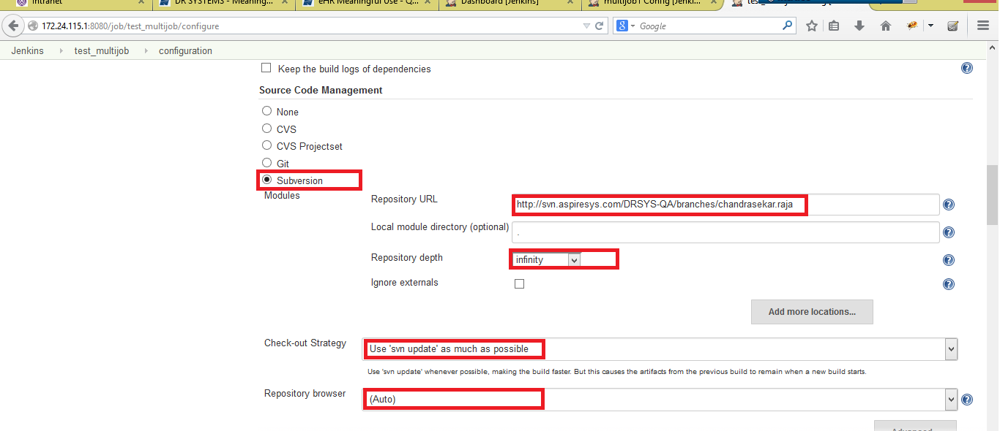 Intranet
DR SYSTEMS - Meaning...
eHR Meaningful Use - Q...
Dashboard [Jenkins]
multijob1 Config [Jenki...
172.24.115.1:8080/job/test_multijob/configure
Google
Jenkins test_multijob configuration
Keep the build logs of dependencies
Source Code Management
None
CVS
CVS Projectset
Git
Subversion
Modules
Repository URL http://svn.aspiresys.com/DRSYS-QA/branches/chandrasekar.raja
Local module directory (optional) .
Repository depth infinity
Ignore externals
Add more locations...
Check-out Strategy Use 'svn update' as much as possible
Use 'svn update' whenever possible, making the build faster. But this causes the artifacts from the previous build to remain when a new build starts.
Repository browser (Auto)
Advanced...